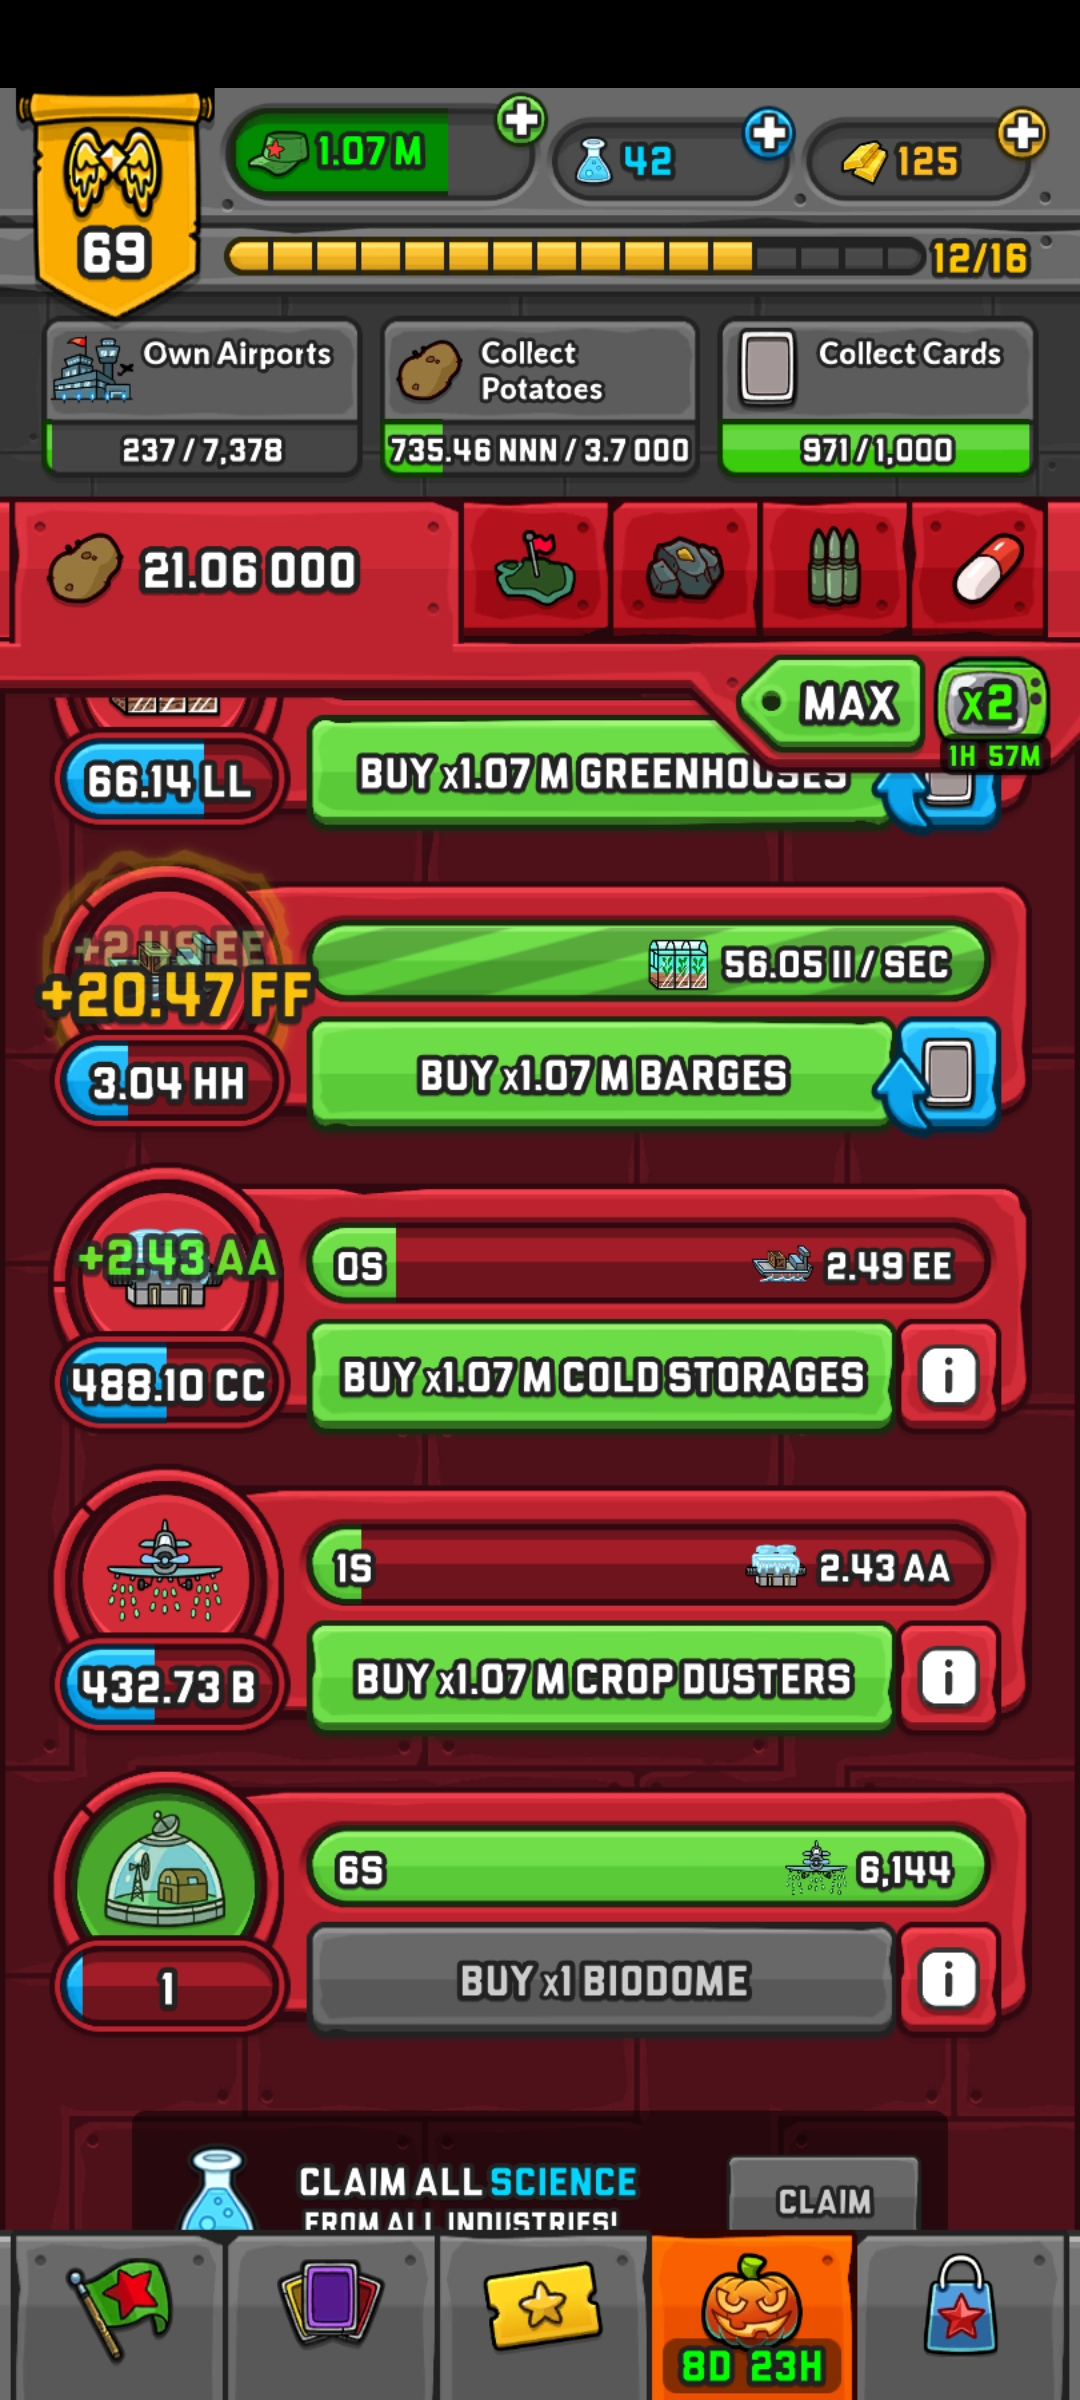 69
1.07 M
42
125
12/16
Own Airports
237 / 7,378
Collect
Potatoes
735.46 NNN / 3.7 OOO
Collect Cards
971 / 1,000
21.06 OOO
MAX
x2
1H 57M
66.14 LL
BUY x1.07 M GREENHOUSES
+2.49 EE
+20.47 FF
56.05 II / SEC
3.04 HH
BUY x1.07 M BARGES
+2.43 AA
0S
2.49 EE
488.10 CC
BUY x1.07 M COLD STORAGES
i
1S
2.43 AA
432.73 B
BUY x1.07 M CROP DUSTERS
i
6S
6,144
1
BUY x1 BIODOME
i
CLAIM ALL SCIENCE
FROM ALL INDUSTRIES!
CLAIM
8D 23H